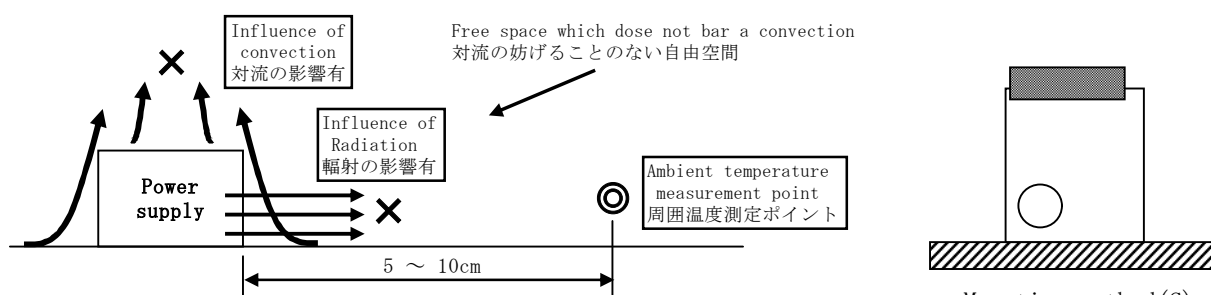 Influence of
convection
対流の影響有
Free space which dose not bar a convection
対流の妨げることのない自由空間
Influence of
Radiation
輻射の影響有
Power
supply
Ambient temperature
measurement point
周囲温度測定ポイント
5 ～ 10cm